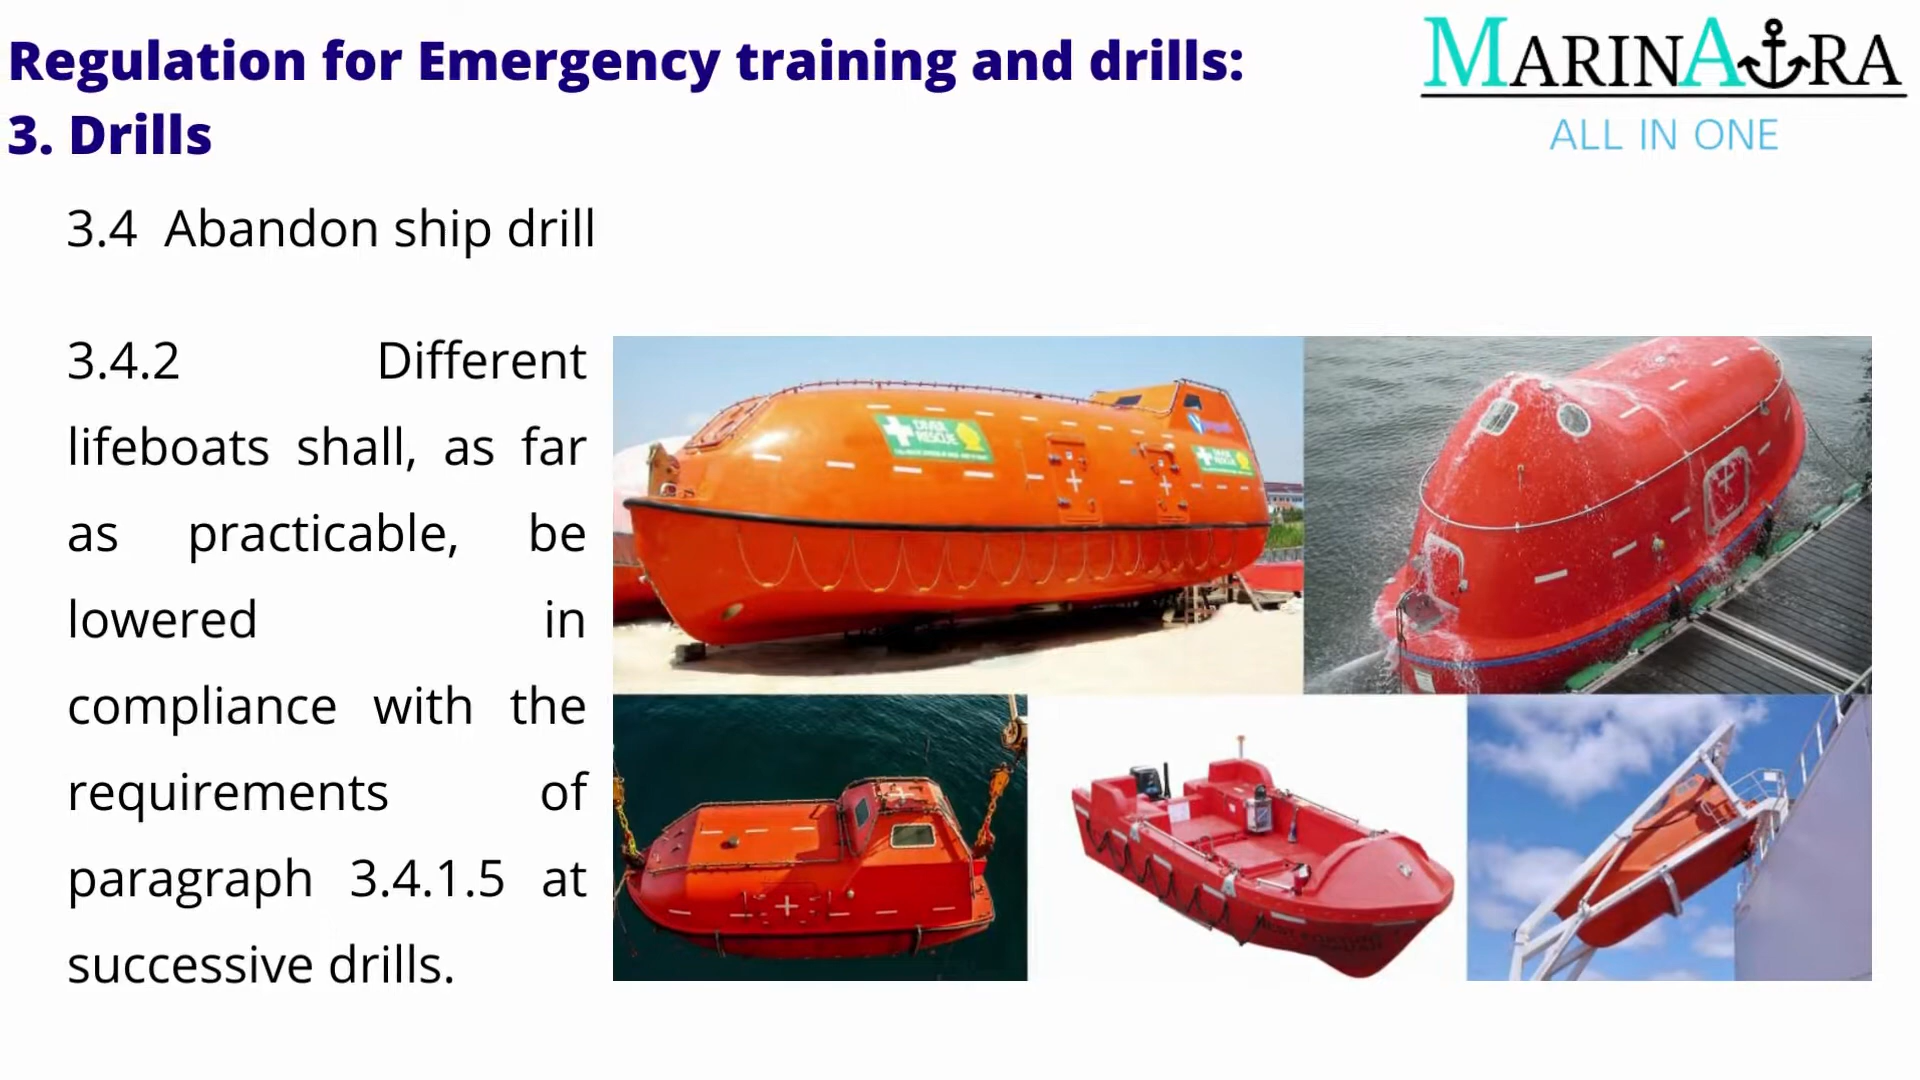 Regulation for Emergency training and drills:
3. Drills
MARINAURA
ALL IN ONE
3.4 Abandon ship drill
3.4.2 Different
lifeboats shall, as far
as practicable, be
lowered in
compliance with the
requirements of
paragraph 3.4.1.5 at
successive drills.